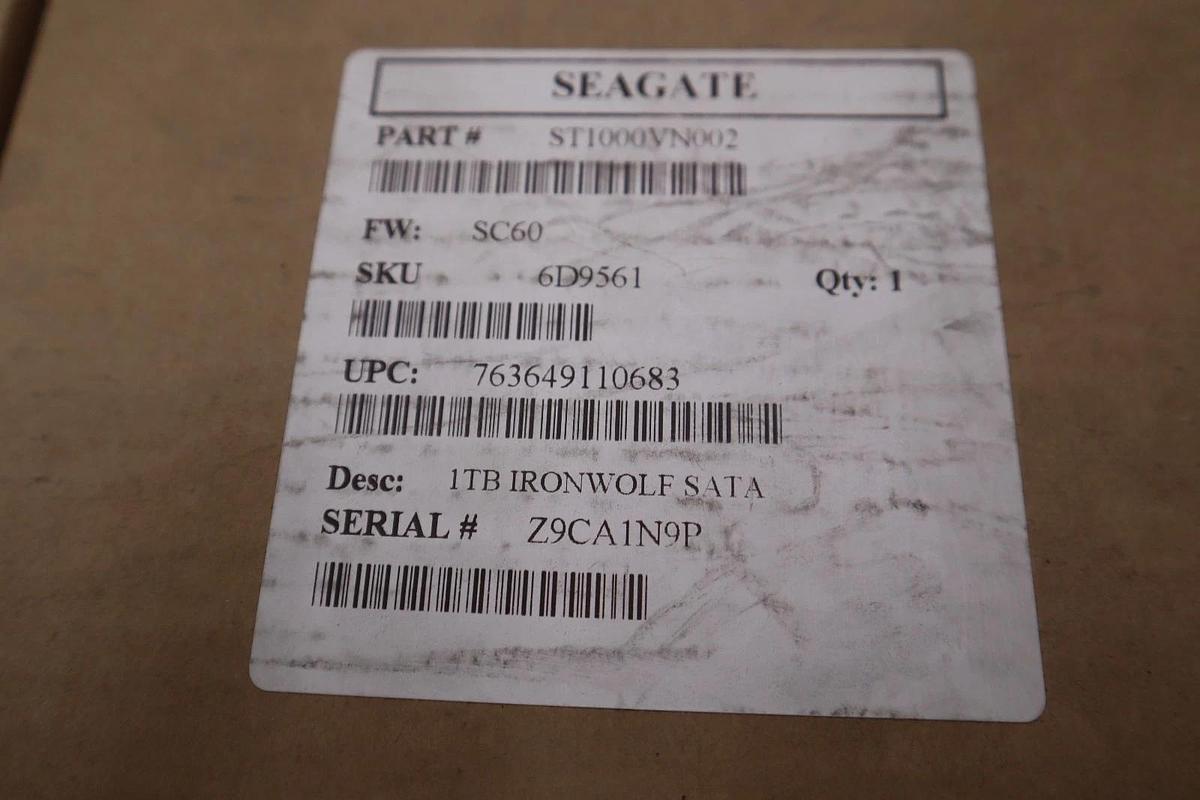 SEAGATE
PART # ST1000VN002
FW: SC60
SKU 6D9561 Qty: 1
UPC: 763649110683
Desc: 1TB IRONWOLF SATA
SERIAL # Z9CA1N9P